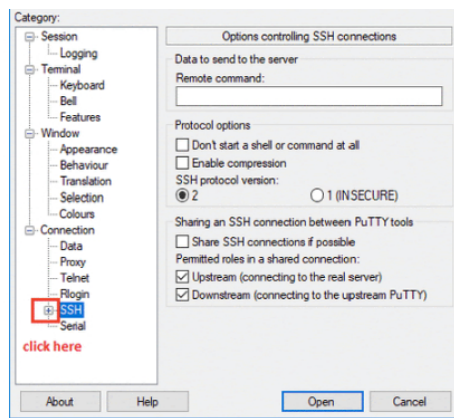 Category:
Session
Logging
Terminal
Keyboard
Bell
Features
Window
Appearance
Behaviour
Translation
Selection
Colours
Connection
Data
Proxy
Telnet
Rlogin
SSH
Serial
click here
Options controlling SSH connections
Data to send to the server
Remote command:
Protocol options
Don't start a shell or command at all
Enable compression
SSH protocol version:
2 1 (INSECURE)
Sharing an SSH connection between PuTTY tools
Share SSH connections if possible
Permitted roles in a shared connection:
Upstream (connecting to the real server)
Downstream (connecting to the upstream PuTTY)
About Help Open Cancel